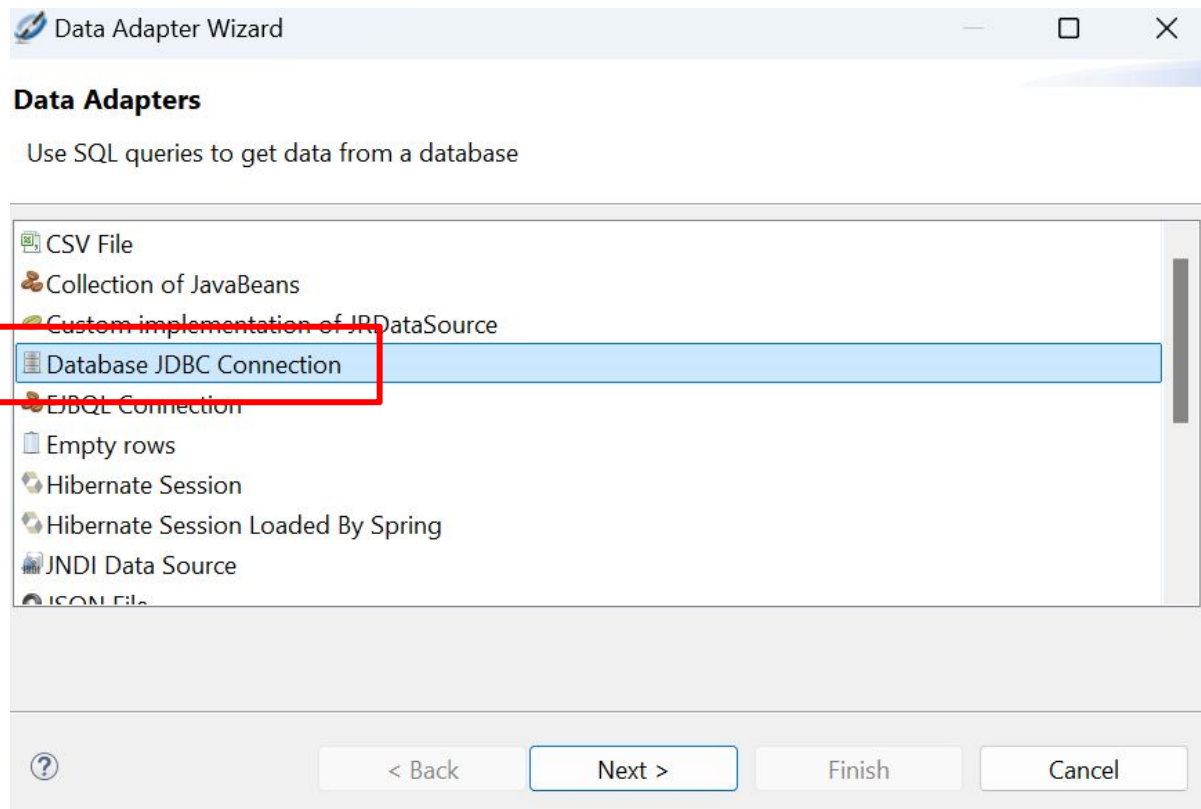 Data Adapter Wizard
Data Adapters
Use SQL queries to get data from a database
CSV File
Collection of JavaBeans
Custom implementation of JRDataSource
Database JDBC Connection
EJBQL Connection
Empty rows
Hibernate Session
Hibernate Session Loaded By Spring
JNDI Data Source
JSON File
? < Back Next > Finish Cancel